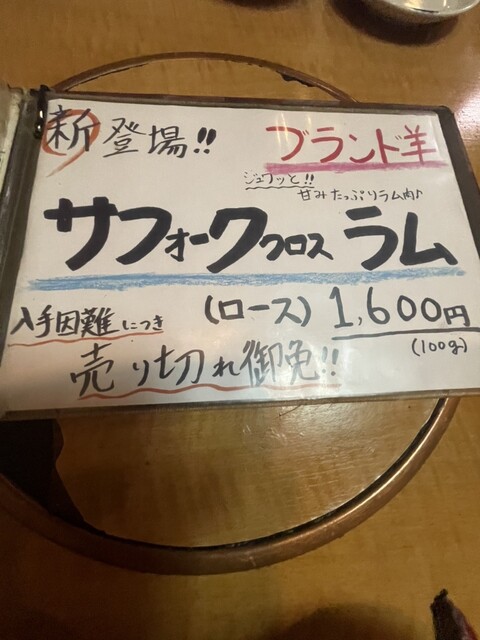 新登場!!
ブランド羊
ジュワッと!!
甘みたっぷりラム肉♪
サフォーククロス ラム
入手困難につき
(ロース) 1,600円
(100g)
売り切れ御免!!